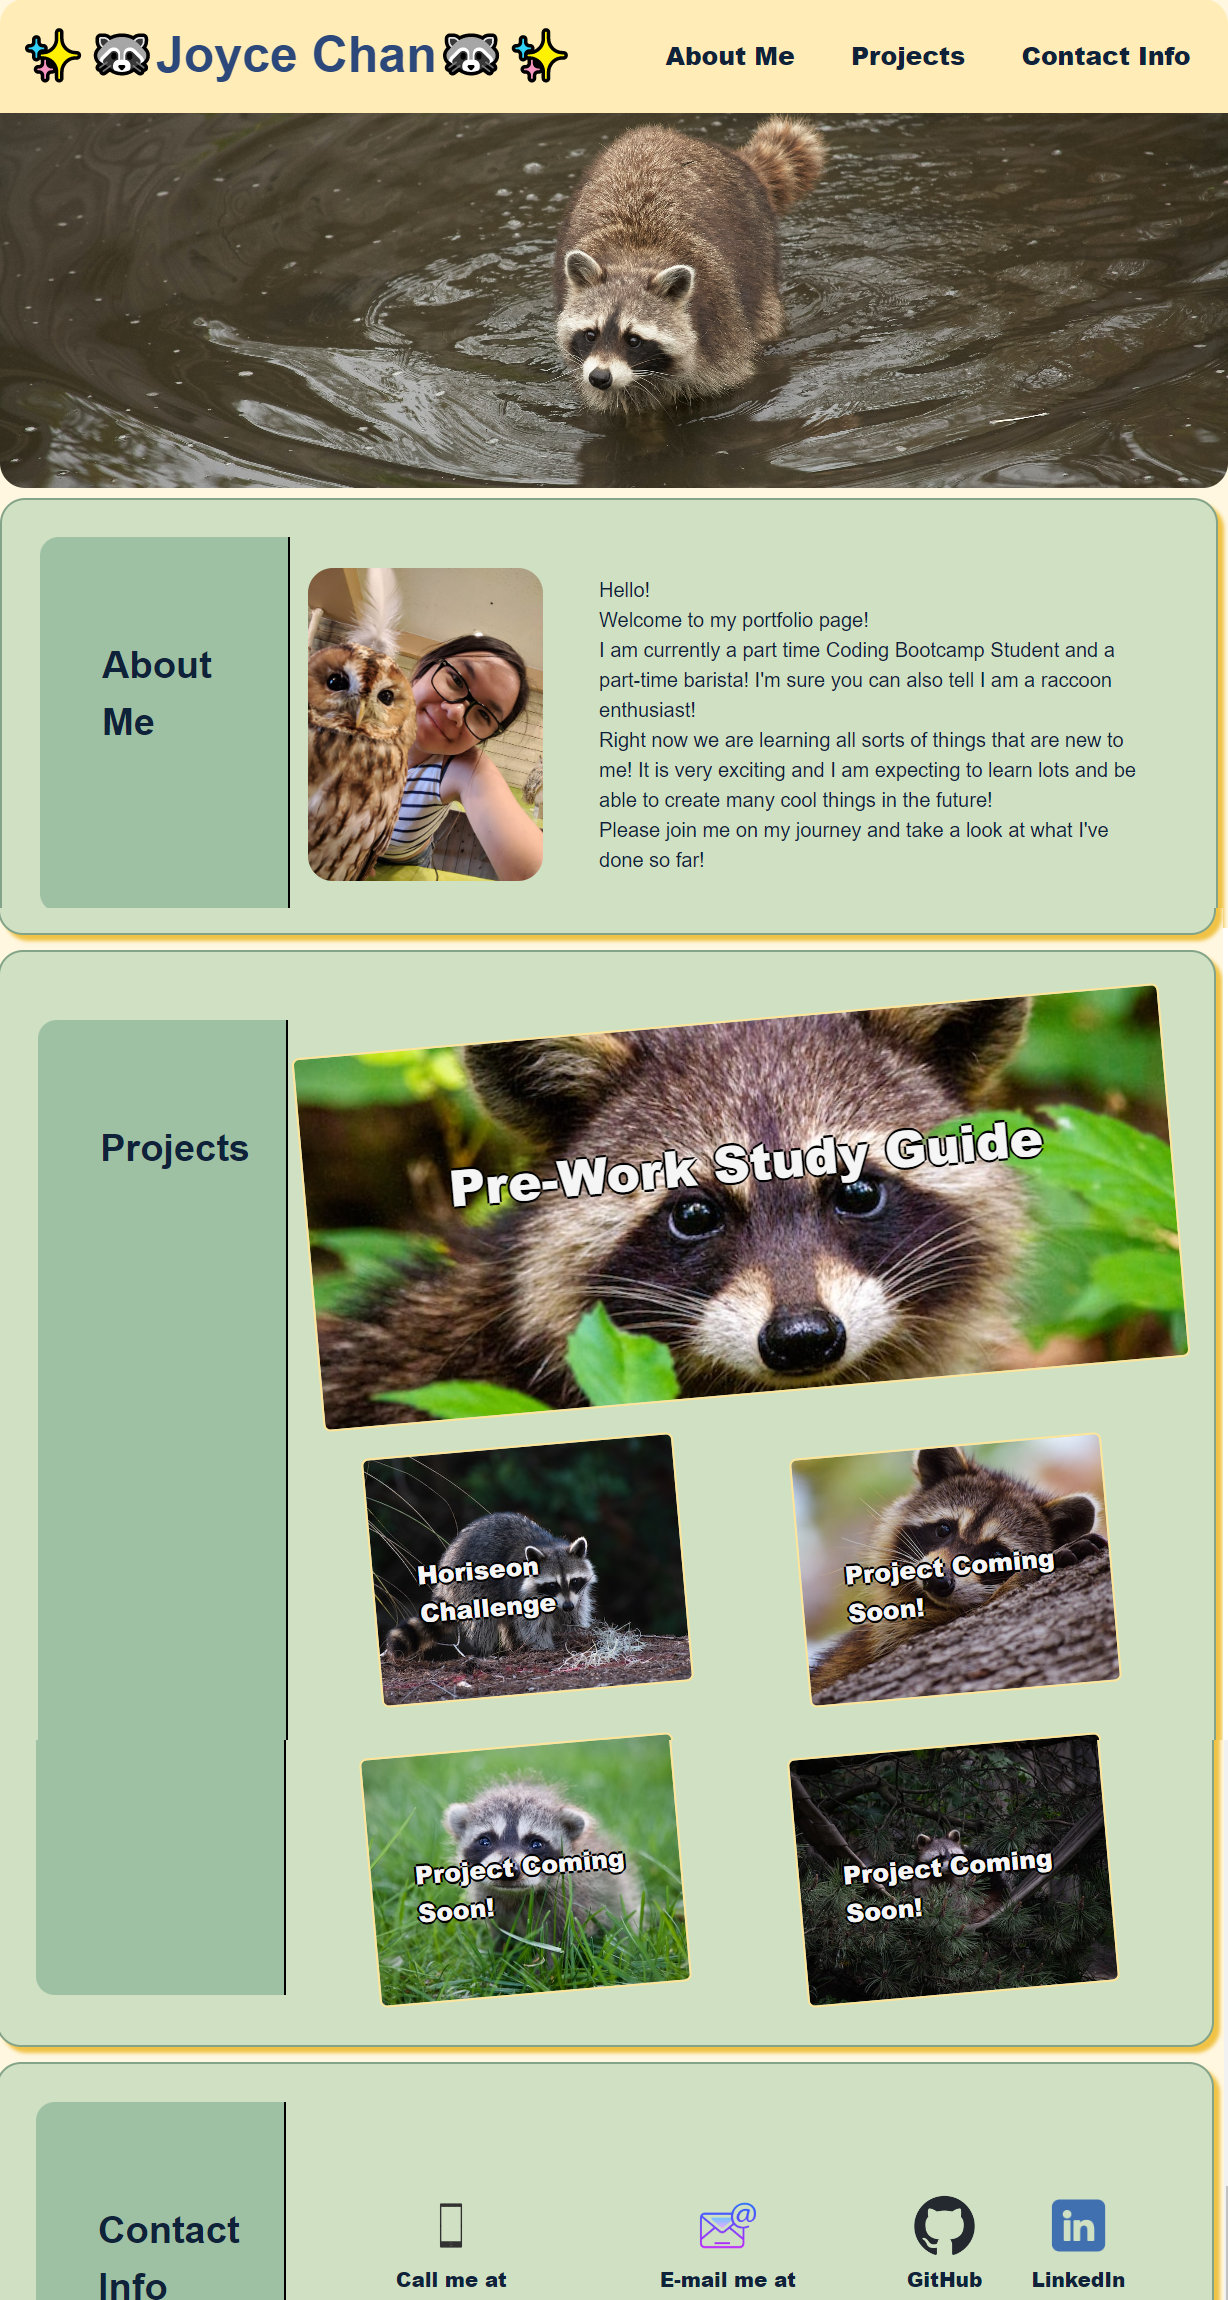 ✨🦝Joyce Chan🦝✨
About Me
Projects
Contact Info
About
Me
Hello!
Welcome to my portfolio page!
I am currently a part time Coding Bootcamp Student and a
part-time barista! I'm sure you can also tell I am a raccoon
enthusiast!
Right now we are learning all sorts of things that are new to
me! It is very exciting and I am expecting to learn lots and be
able to create many cool things in the future!
Please join me on my journey and take a look at what I've
done so far!
Projects
Pre-Work Study Guide
Horiseon
Challenge
Project Coming
Soon!
Project Coming
Soon!
Project Coming
Soon!
Contact
Info
@
Call me at
E-mail me at
GitHub
in
LinkedIn